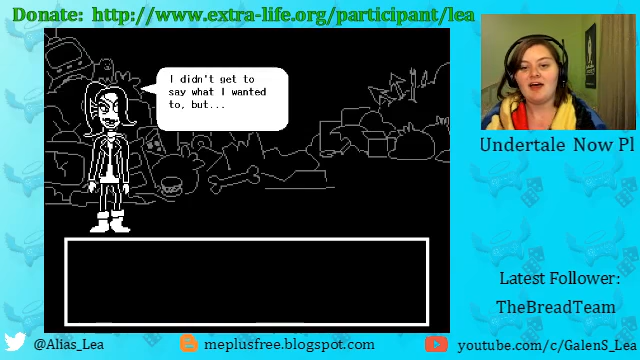 Donate: http://www.extra-life.org/participant/lea
I didn't get to
say what I wanted
to, but...
Undertale Now Pl
Latest Follower:
TheBreadTeam
@Alias_Lea
meplusfree.blogspot.com
youtube.com/c/GalenS_Lea